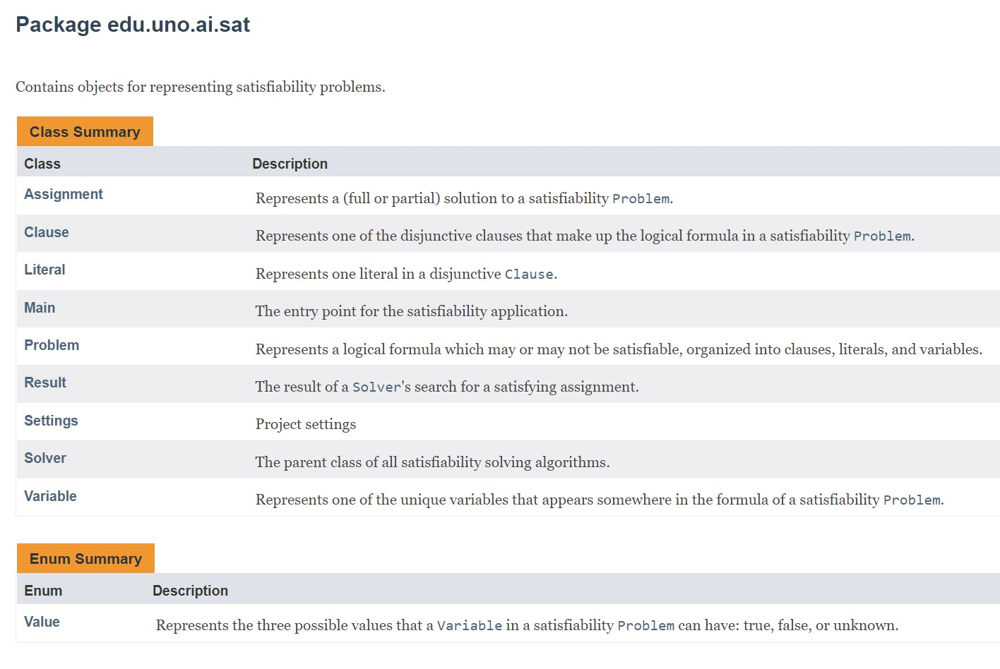 Package edu.uno.ai.sat
Contains objects for representing satisfiability problems.
Class Summary
Class Description
Assignment Represents a (full or partial) solution to a satisfiability Problem.
Clause Represents one of the disjunctive clauses that make up the logical formula in a satisfiability Problem.
Literal Represents one literal in a disjunctive Clause.
Main The entry point for the satisfiability application.
Problem Represents a logical formula which may or may not be satisfiable, organized into clauses, literals, and variables.
Result The result of a Solver's search for a satisfying assignment.
Settings Project settings
Solver The parent class of all satisfiability solving algorithms.
Variable Represents one of the unique variables that appears somewhere in the formula of a satisfiability Problem.
Enum Summary
Enum Description
Value Represents the three possible values that a Variable in a satisfiability Problem can have: true, false, or unknown.